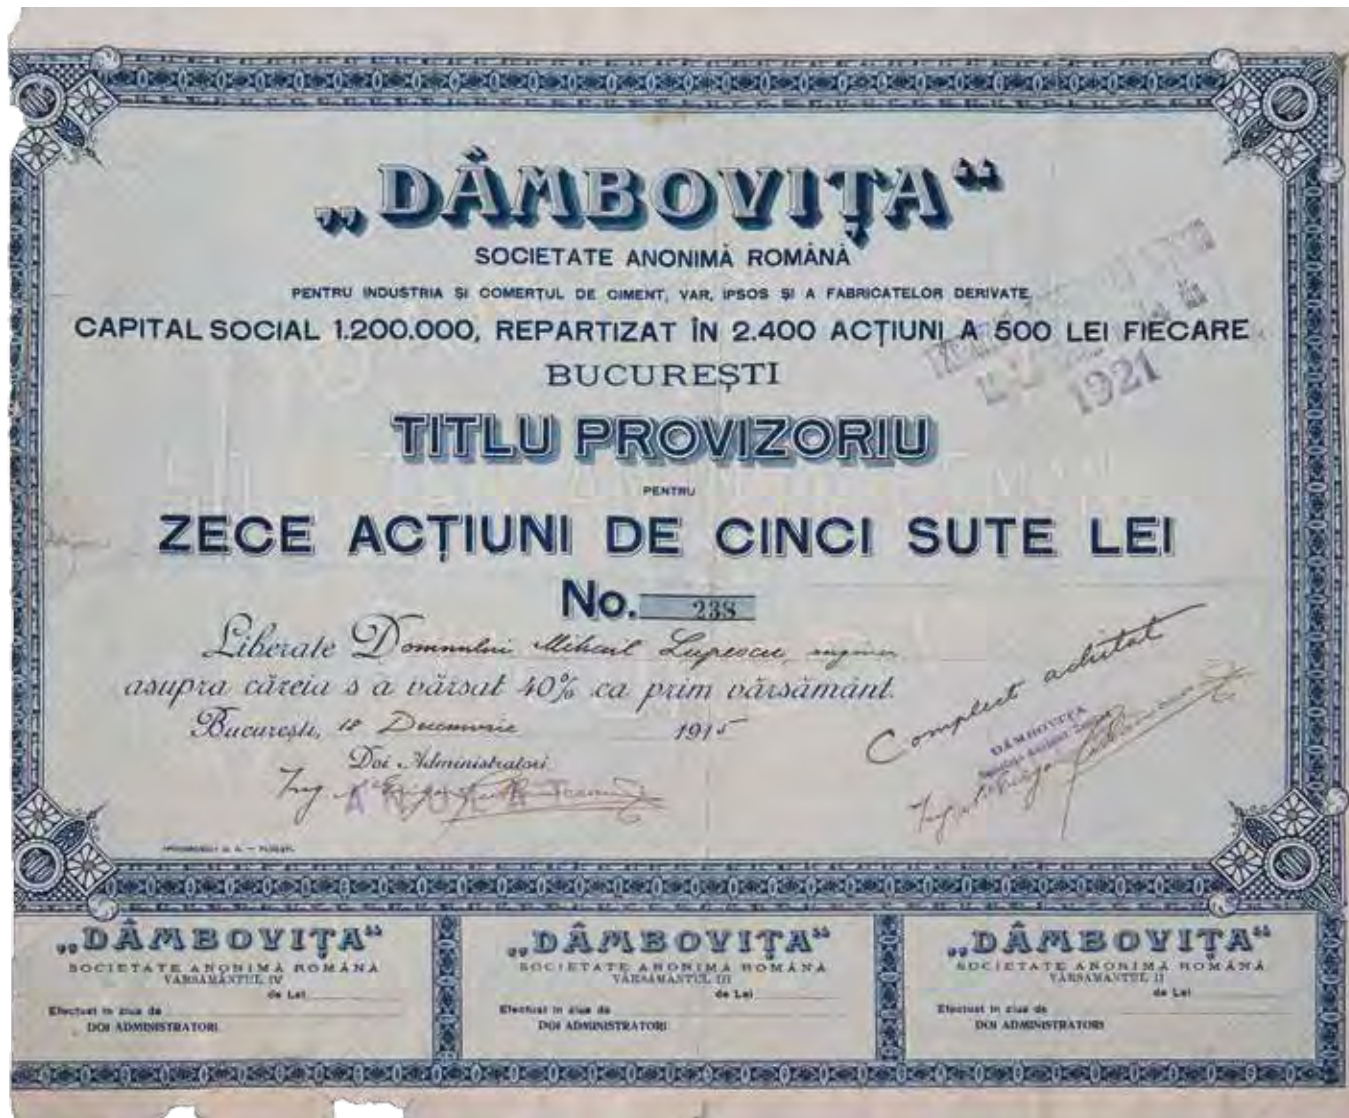 „DÂMBOVIȚA“
SOCIETATE ANONIMĂ ROMÂNĂ
PENTRU INDUSTRIA ȘI COMERȚUL DE CIMENT, VAR, IPSOS ȘI A FABRICATELOR DERIVATE
CAPITAL SOCIAL 1.200.000, REPARTIZAT ÎN 2.400 ACȚIUNI A 500 LEI FIECARE
1921
BUCUREȘTI
TITLU PROVIZORIU
PENTRU
ZECE ACȚIUNI DE CINCI SUTE LEI
No. 238
Liberate Domnului Mihail Lupescu, inginer
asupra căreia s a vărsat 40% ca prim vărsământ.
București, 18 Decemvrie 1915
Doi Administratori
Ing.
ANULAT
Complect achitat
DÂMBOVIȚA
Ing.
„DÂMBOVIȚA“
SOCIETATE ANONIMĂ ROMÂNĂ
VĂRSĂMÂNTUL IV
de Lei
Efectuat în ziua de
DOI ADMINISTRATORI
„DÂMBOVIȚA“
SOCIETATE ANONIMĂ ROMÂNĂ
VĂRSĂMÂNTUL III
de Lei
Efectuat în ziua de
DOI ADMINISTRATORI
„DÂMBOVIȚA“
SOCIETATE ANONIMĂ ROMÂNĂ
VĂRSĂMÂNTUL II
de Lei
Efectuat în ziua de
DOI ADMINISTRATORI